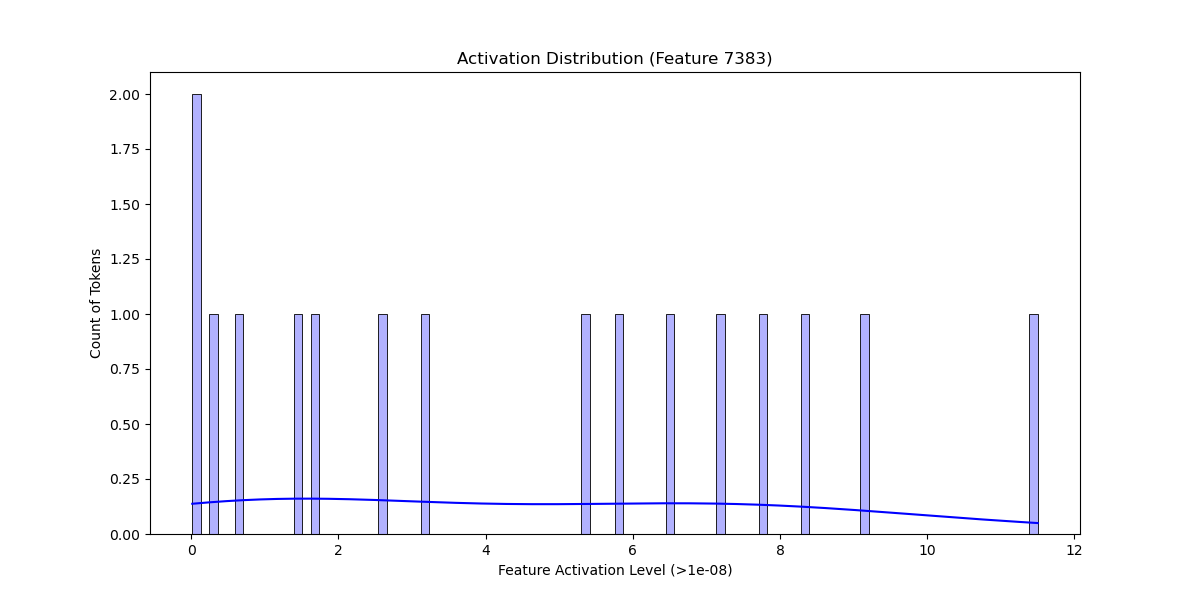 Activation Distribution (Feature 7383)
2.00
1.75
1.50
1.25
1.00
0.75
0.50
0.25
0.00
Count of Tokens
0 2 4 6 8 10 12
Feature Activation Level (>1e-08)